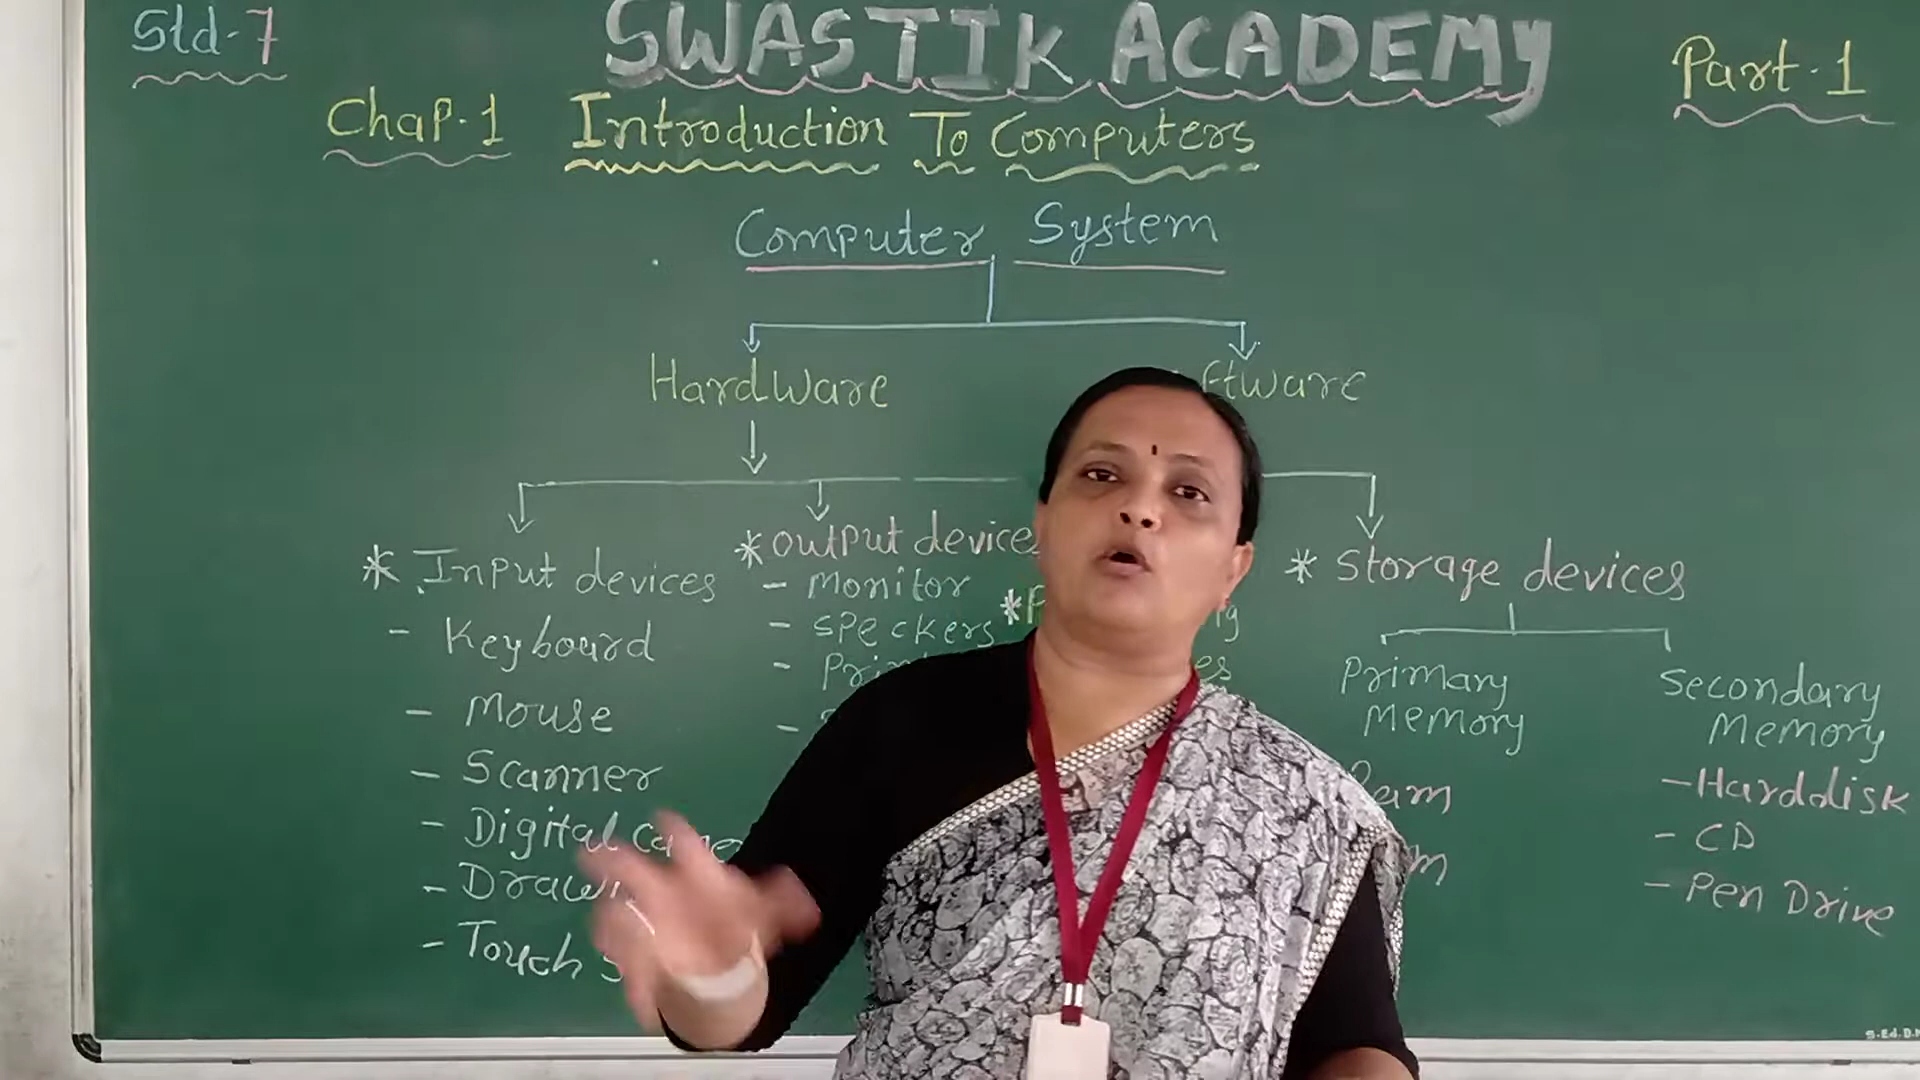 Std-7
SWASTIK ACADEMY
Part-1
Chap-1 Introduction To Computers
Computer System
Hardware
* Input devices
- Keyboard
- Mouse
- Scanner
- Digital
-
- Touch
* Output device
- Monitor
- Speckers
-
-
* Storage devices
Primary
Memory
Secondary
Memory
- Harddisk
- CD
- Pen Drive